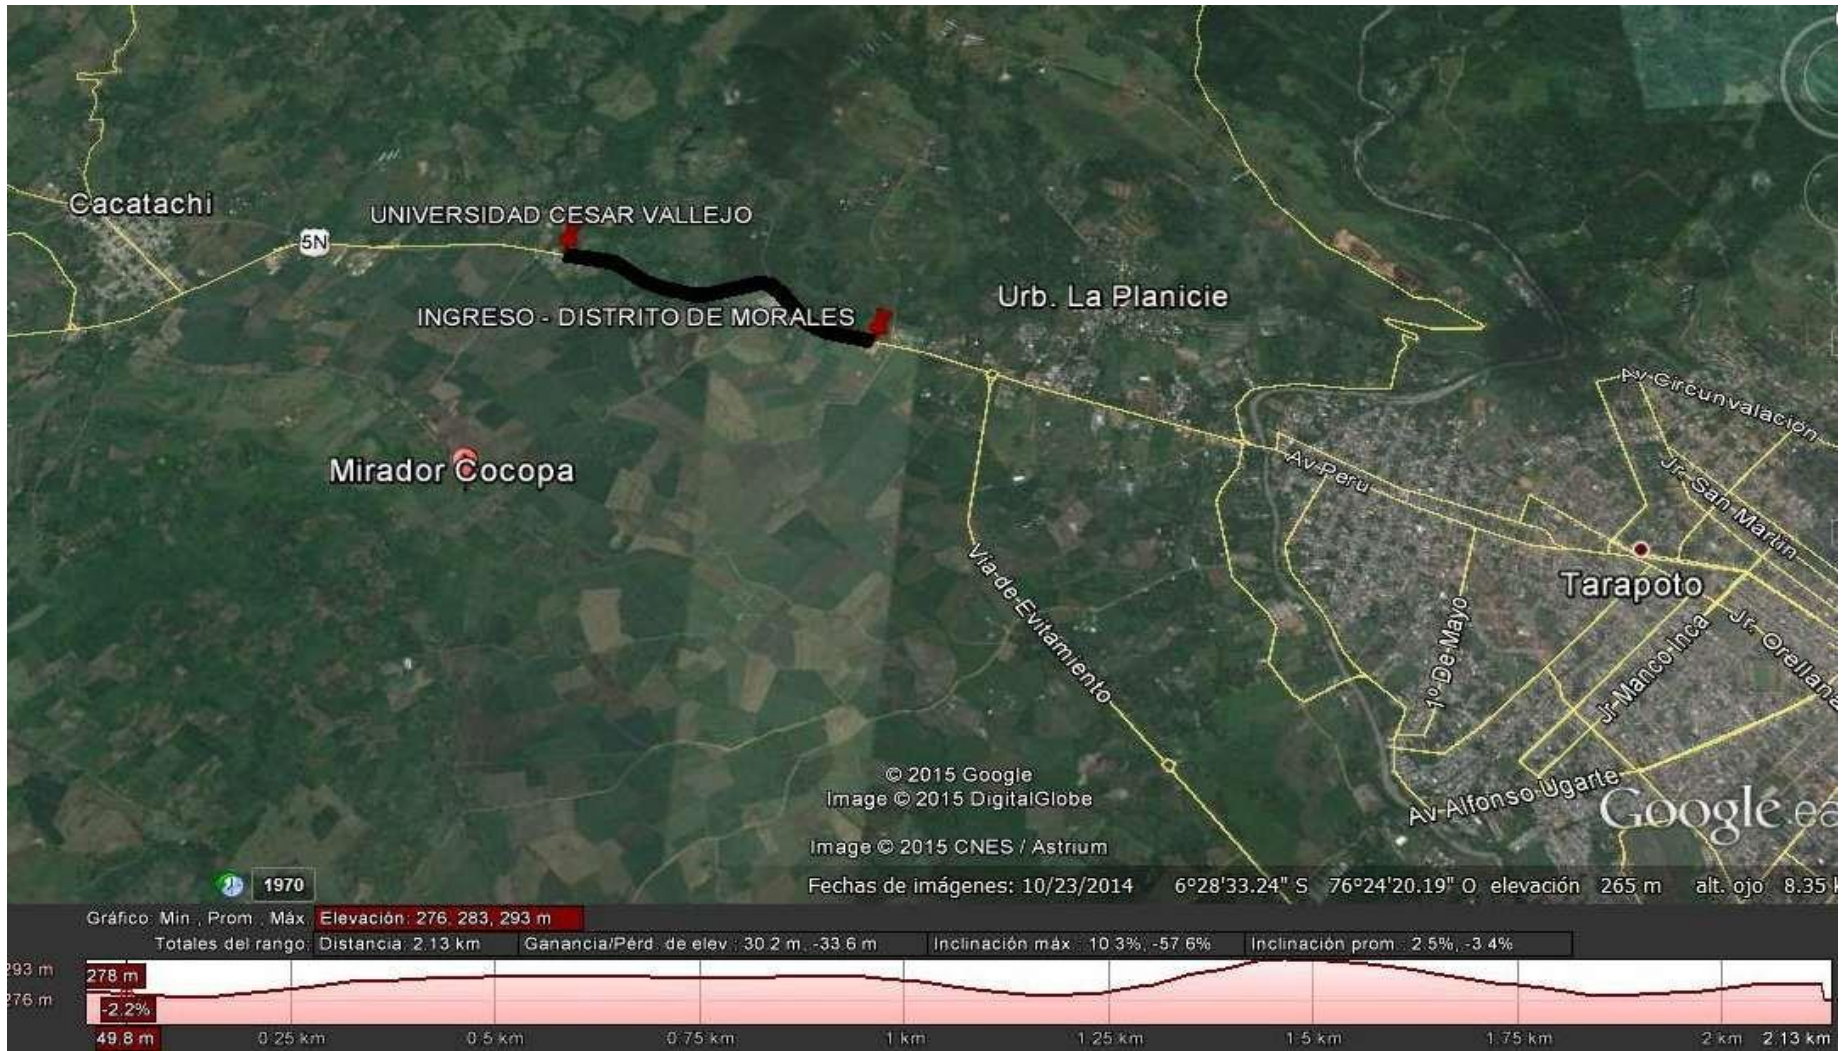 Cacatachi
UNIVERSIDAD CESAR VALLEJO
5N
INGRESO - DISTRITO DE MORALES
Urb. La Planicie
Av Circunvalación
Mirador Cocopa
Av Peru
Jr. San Martin
Tarapoto
Via-de-Evitamiento
1º De Mayo
Jr Manco Inca
Jr. Orellana
Av Alfonso Ugarte
© 2015 Google
Image © 2015 DigitalGlobe
Image © 2015 CNES / Astrium
Google ea
1970
Fechas de imágenes: 10/23/2014 6°28'33.24" S 76°24'20.19" O elevación 265 m alt. ojo 8.35 k
Gráfico: Min., Prom., Máx. Elevación: 276, 283, 293 m
Totales del rango: Distancia: 2.13 km Ganancia/Pérd. de elev.: 30.2 m, -33.6 m Inclinación máx.: 10.3%, -57.6% Inclinación prom.: 2.5%, -3.4%
293 m
278 m
276 m
-2.2%
49.8 m 0.25 km 0.5 km 0.75 km 1 km 1.25 km 1.5 km 1.75 km 2 km 2.13 km